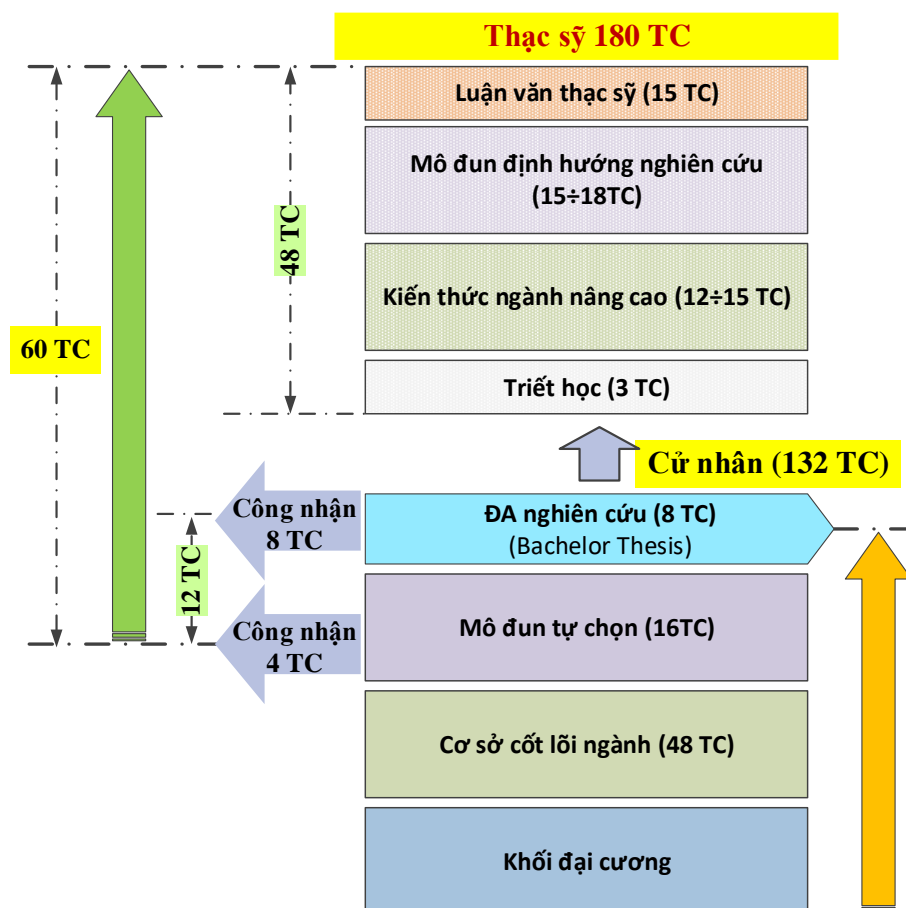 Thạc sỹ 180 TC
Luận văn thạc sỹ (15 TC)
Mô đun định hướng nghiên cứu
(15÷18TC)
48 TC
Kiến thức ngành nâng cao (12÷15 TC)
60 TC
Triết học (3 TC)
Cử nhân (132 TC)
Công nhận
8 TC
ĐA nghiên cứu (8 TC)
(Bachelor Thesis)
12 TC
Công nhận
4 TC
Mô đun tự chọn (16TC)
Cơ sở cốt lõi ngành (48 TC)
Khối đại cương